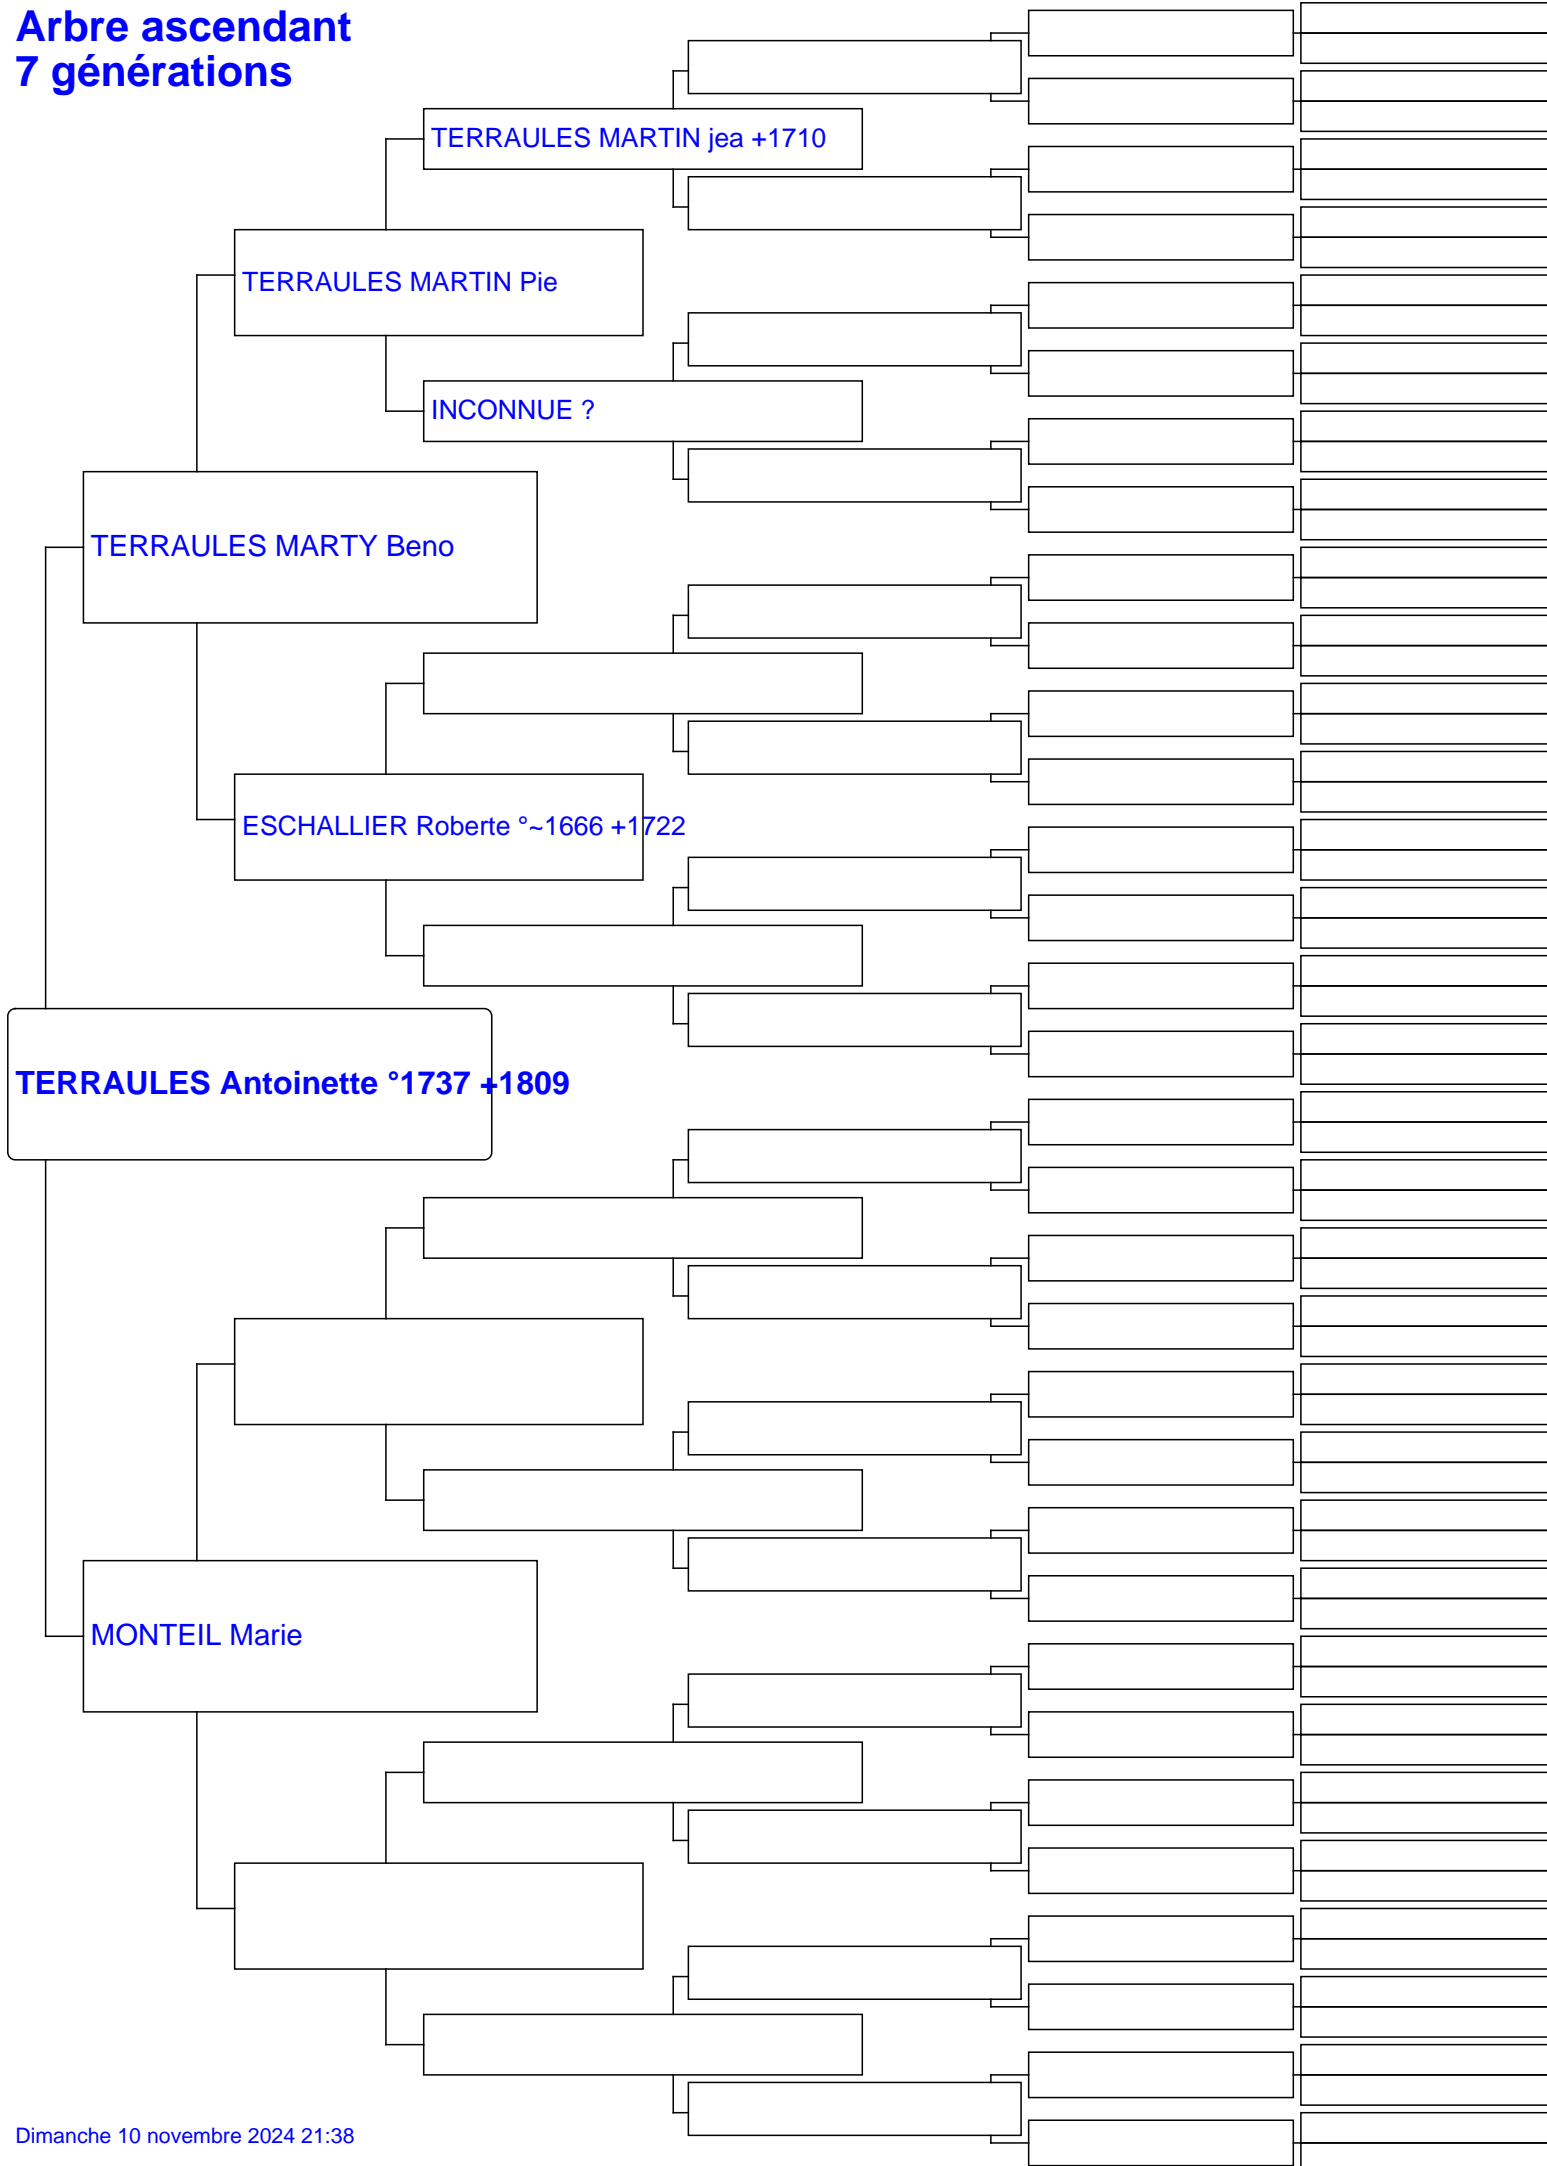 Arbre ascendant
7 générations
TERRAULES MARTIN jea +1710
TERRAULES MARTIN Pie
INCONNUE ?
TERRAULES MARTY Beno
ESCHALLIER Roberte °~1666 +1722
TERRAULES Antoinette °1737 +1809
MONTEIL Marie
Dimanche 10 novembre 2024 21:38